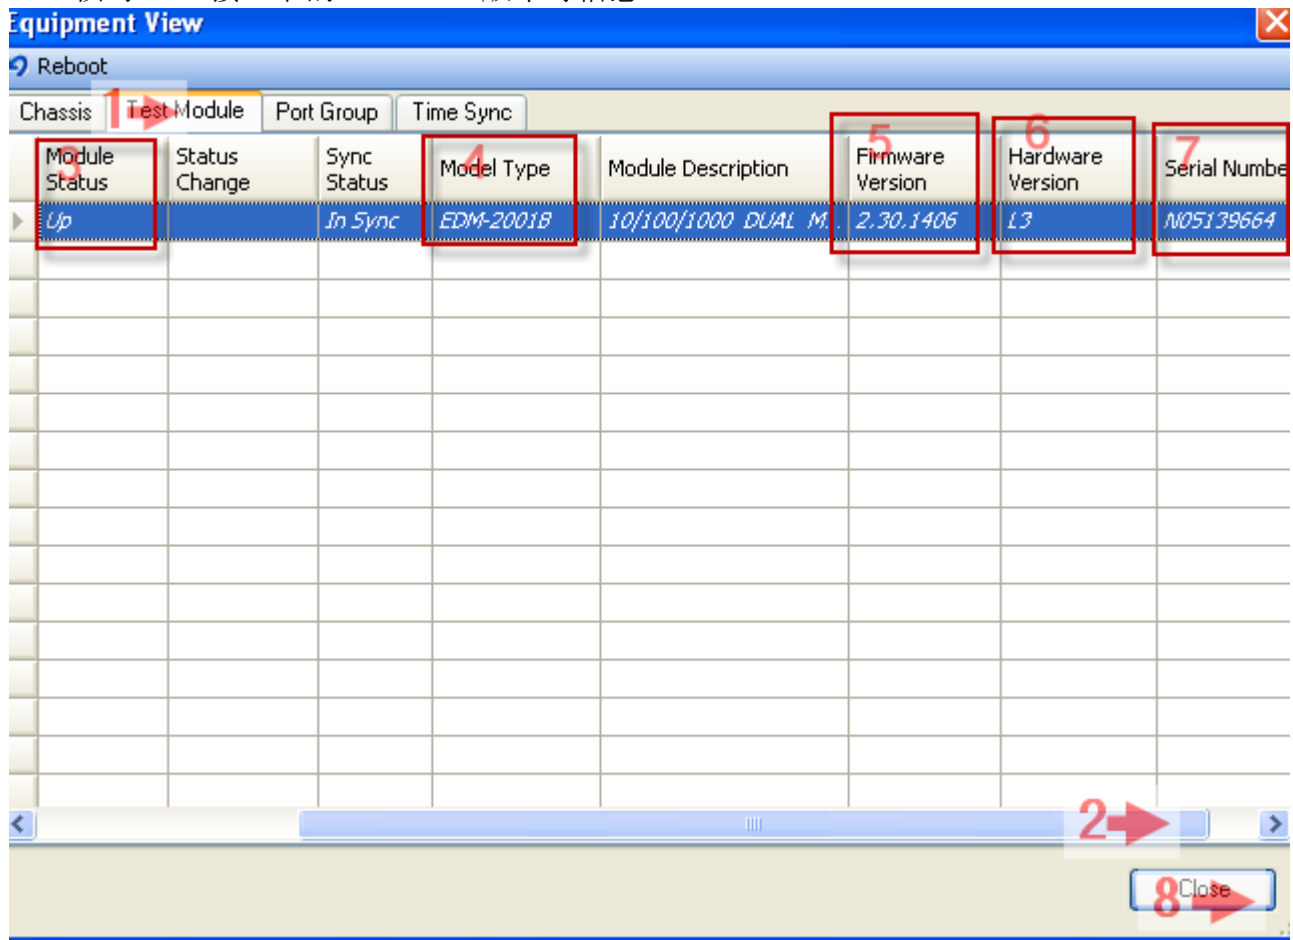 Equipment View
Reboot
Chassis Test Module Port Group Time Sync
1
3 4 5 6 7
Module Status Status Change Sync Status Model Type Module Description Firmware Version Hardware Version Serial Numbe
Up In Sync EDM-2001B 10/100/1000 DUAL M... 2.30.1406 L3 N05139664
2
Close
8